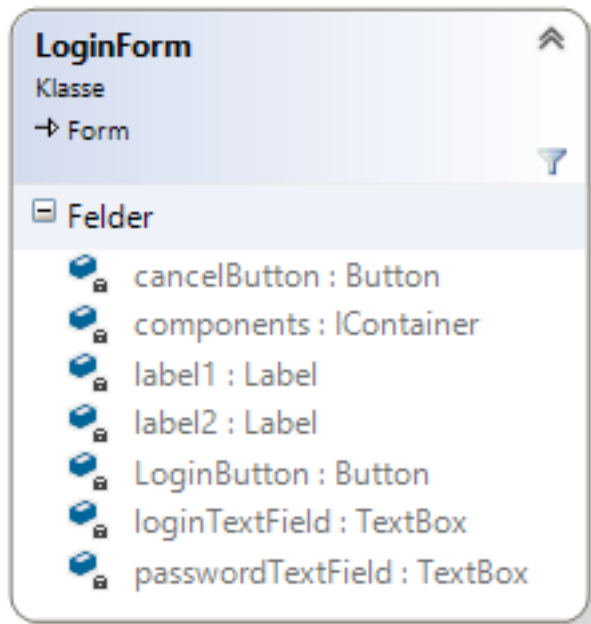 LoginForm
Klasse
Form
Felder
cancelButton : Button
components : IContainer
label1 : Label
label2 : Label
LoginButton : Button
loginTextField : TextBox
passwordTextField : TextBox